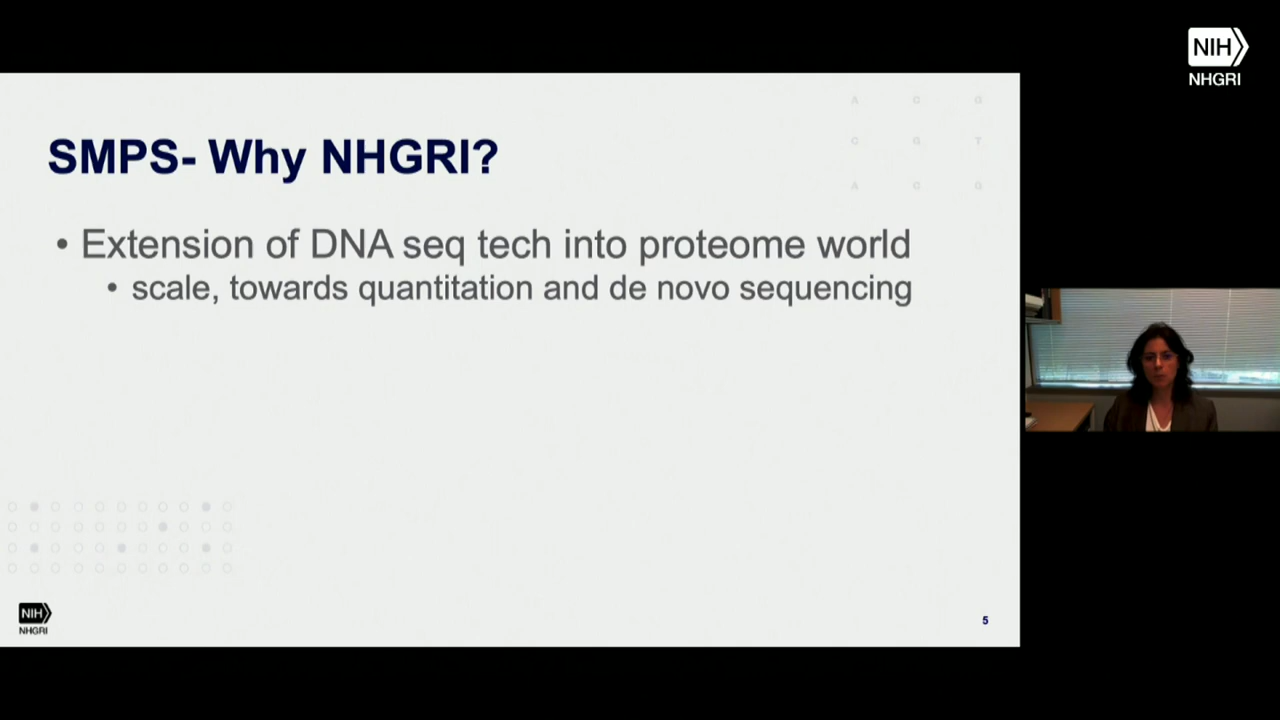 NIH
NHGRI
A C G
SMPS- Why NHGRI?
C G T
A C G
• Extension of DNA seq tech into proteome world
• scale, towards quantitation and de novo sequencing
NIH
NHGRI
5